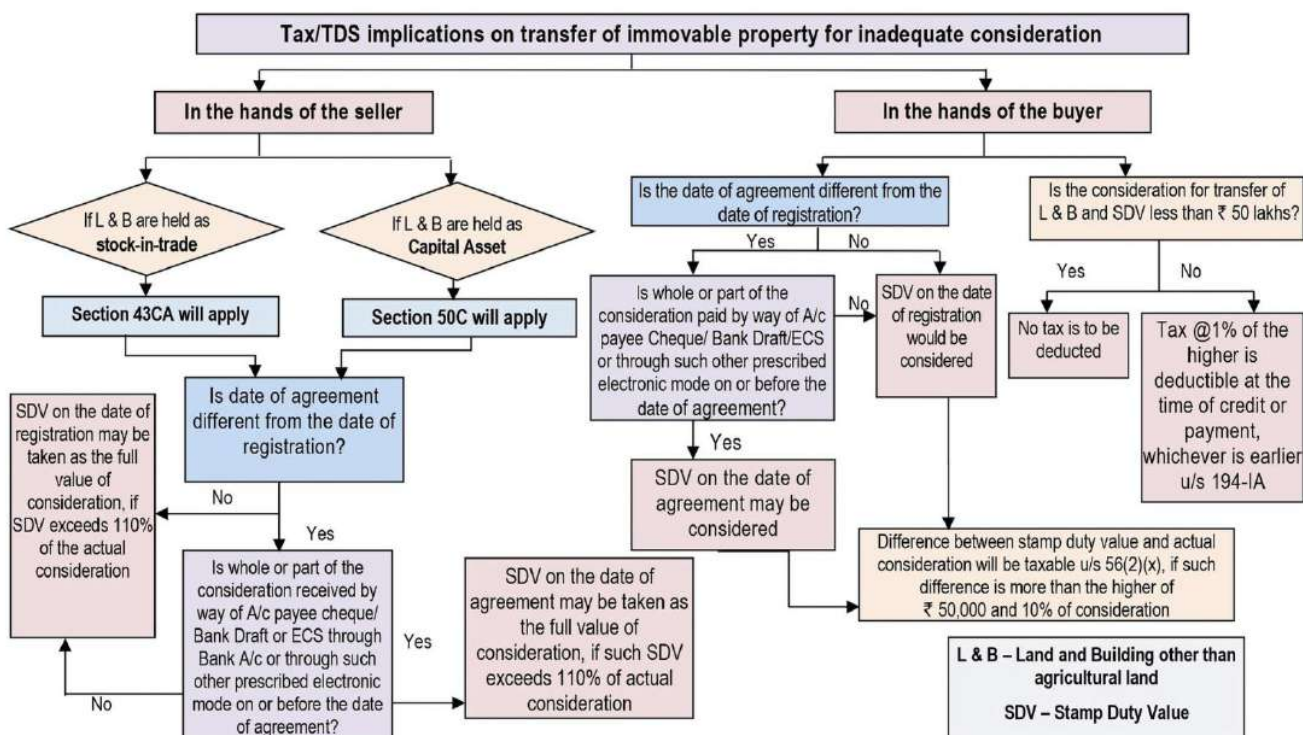 Tax/TDS implications on transfer of immovable property for inadequate consideration
In the hands of the seller
In the hands of the buyer
If L & B are held as
stock-in-trade
If L & B are held as
Capital Asset
Section 43CA will apply
Section 50C will apply
Is date of agreement
different from the date of
registration?
No
Yes
SDV on the date of
registration may be
taken as the full
value of
consideration, if
SDV exceeds 110%
of the actual
consideration
Is whole or part of the
consideration received by
way of A/c payee cheque/
Bank Draft or ECS through
Bank A/c or through such
other prescribed electronic
mode on or before the date
of agreement?
No
Yes
SDV on the date of
agreement may be taken as
the full value of
consideration, if such SDV
exceeds 110% of actual
consideration
Is the date of agreement different from the
date of registration?
Yes
No
Is whole or part of the
consideration paid by way of A/c
payee Cheque/ Bank Draft/ECS
or through such other prescribed
electronic mode on or before the
date of agreement?
No
SDV on the date
of registration
would be
considered
Yes
SDV on the date of
agreement may be
considered
Is the consideration for transfer of
L & B and SDV less than ₹ 50 lakhs?
Yes
No
No tax is to be
deducted
Tax @1% of the
higher is
deductible at the
time of credit or
payment,
whichever is earlier
u/s 194-IA
Difference between stamp duty value and actual
consideration will be taxable u/s 56(2)(x), if such
difference is more than the higher of
₹ 50,000 and 10% of consideration
L & B – Land and Building other than
agricultural land
SDV – Stamp Duty Value